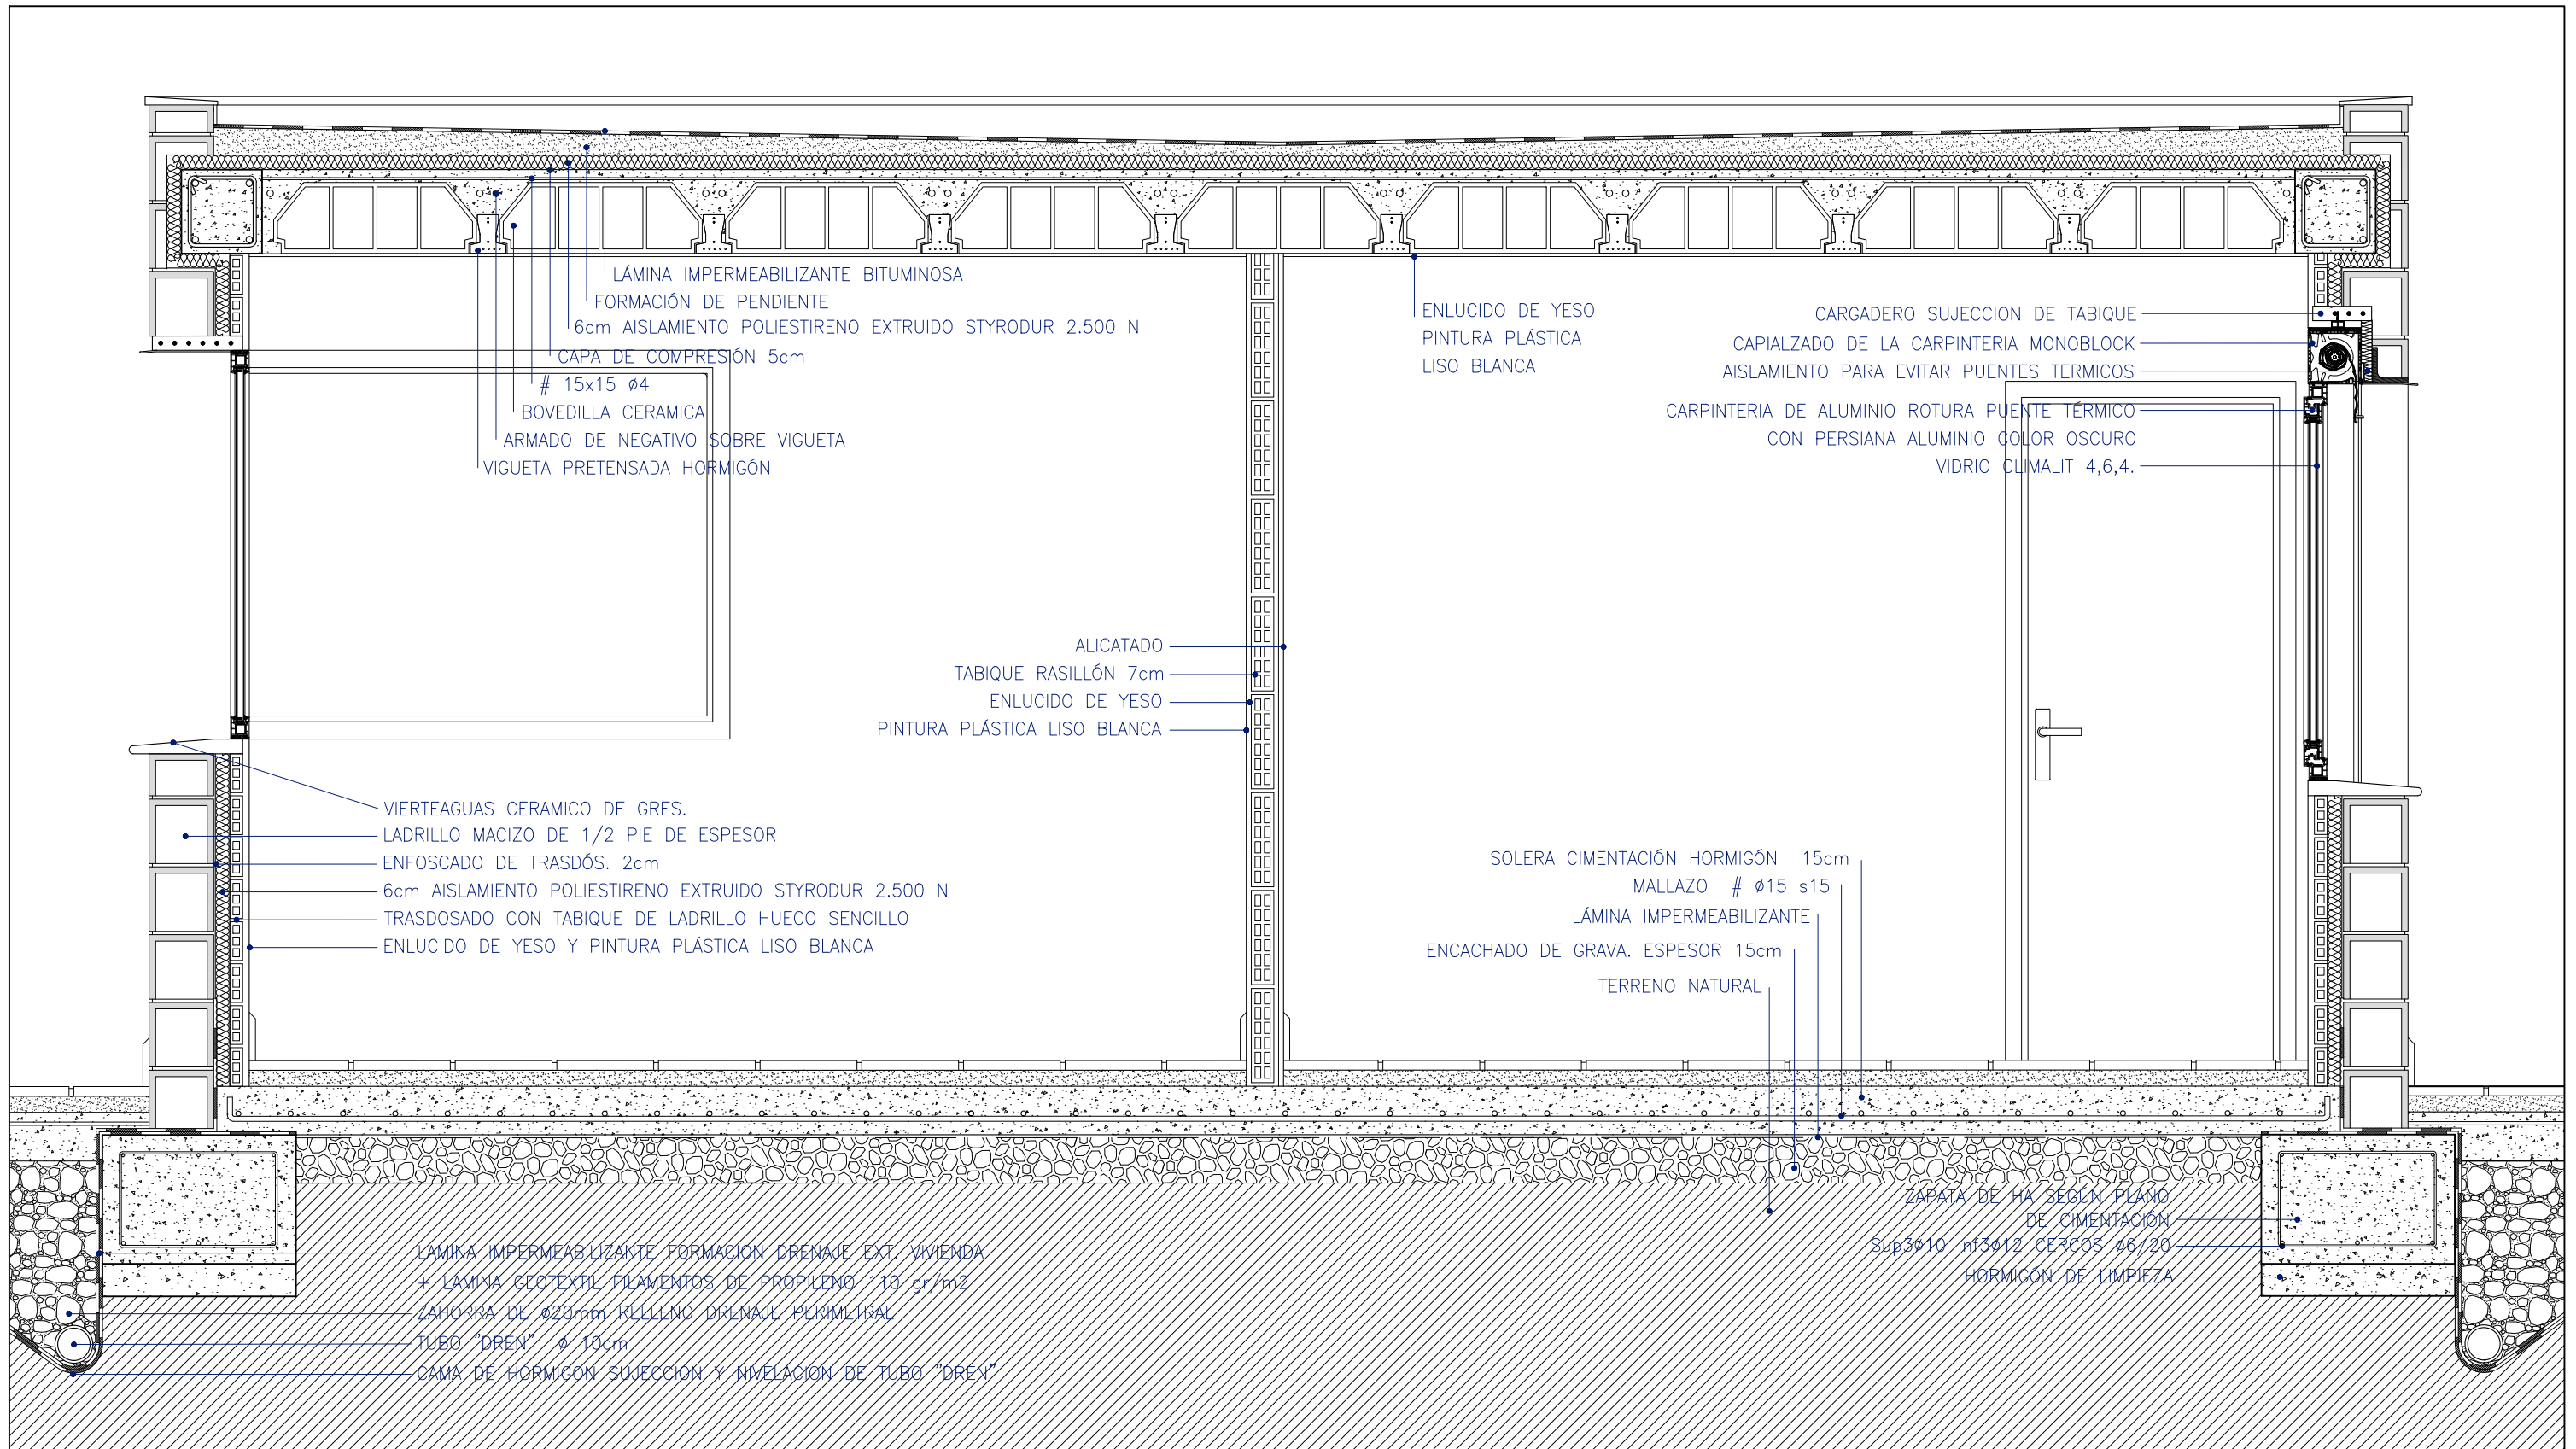 LÁMINA IMPERMEABILIZANTE BITUMINOSA
FORMACIÓN DE PENDIENTE
6cm AISLAMIENTO POLIESTIRENO EXTRUIDO STYRODUR 2.500 N
CAPA DE COMPRESIÓN 5cm
# 15x15 ø4
BOVEDILLA CERAMICA
ARMADO DE NEGATIVO SOBRE VIGUETA
VIGUETA PRETENSADA HORMIGÓN
ENLUCIDO DE YESO
PINTURA PLÁSTICA
LISO BLANCA
CARGADERO SUJECCION DE TABIQUE
CAPIALZADO DE LA CARPINTERIA MONOBLOCK
AISLAMIENTO PARA EVITAR PUENTES TERMICOS
CARPINTERIA DE ALUMINIO ROTURA PUENTE TÉRMICO
CON PERSIANA ALUMINIO COLOR OSCURO
VIDRIO CLIMALIT 4,6,4.
ALICATADO
TABIQUE RASILLÓN 7cm
ENLUCIDO DE YESO
PINTURA PLÁSTICA LISO BLANCA
VIERTEAGUAS CERAMICO DE GRES.
LADRILLO MACIZO DE 1/2 PIE DE ESPESOR
ENFOSCADO DE TRASDÓS. 2cm
6cm AISLAMIENTO POLIESTIRENO EXTRUIDO STYRODUR 2.500 N
TRASDOSADO CON TABIQUE DE LADRILLO HUECO SENCILLO
ENLUCIDO DE YESO Y PINTURA PLÁSTICA LISO BLANCA
SOLERA CIMENTACIÓN HORMIGÓN 15cm
MALLAZO # ø15 s15
LÁMINA IMPERMEABILIZANTE
ENCACHADO DE GRAVA. ESPESOR 15cm
TERRENO NATURAL
ZAPATA DE HA SEGUN PLANO
DE CIMENTACIÓN
Sup3ø10 Inf3ø12 CERCOS ø6/20
HORMIGÓN DE LIMPIEZA
LAMINA IMPERMEABILIZANTE FORMACION DRENAJE EXT. VIVIENDA
+ LAMINA GEOTEXTIL FILAMENTOS DE PROPILENO 110 gr/m2
ZAHORRA DE ø20mm RELLENO DRENAJE PERIMETRAL
TUBO "DREN" ø 10cm
CAMA DE HORMIGON SUJECCION Y NIVELACION DE TUBO "DREN"